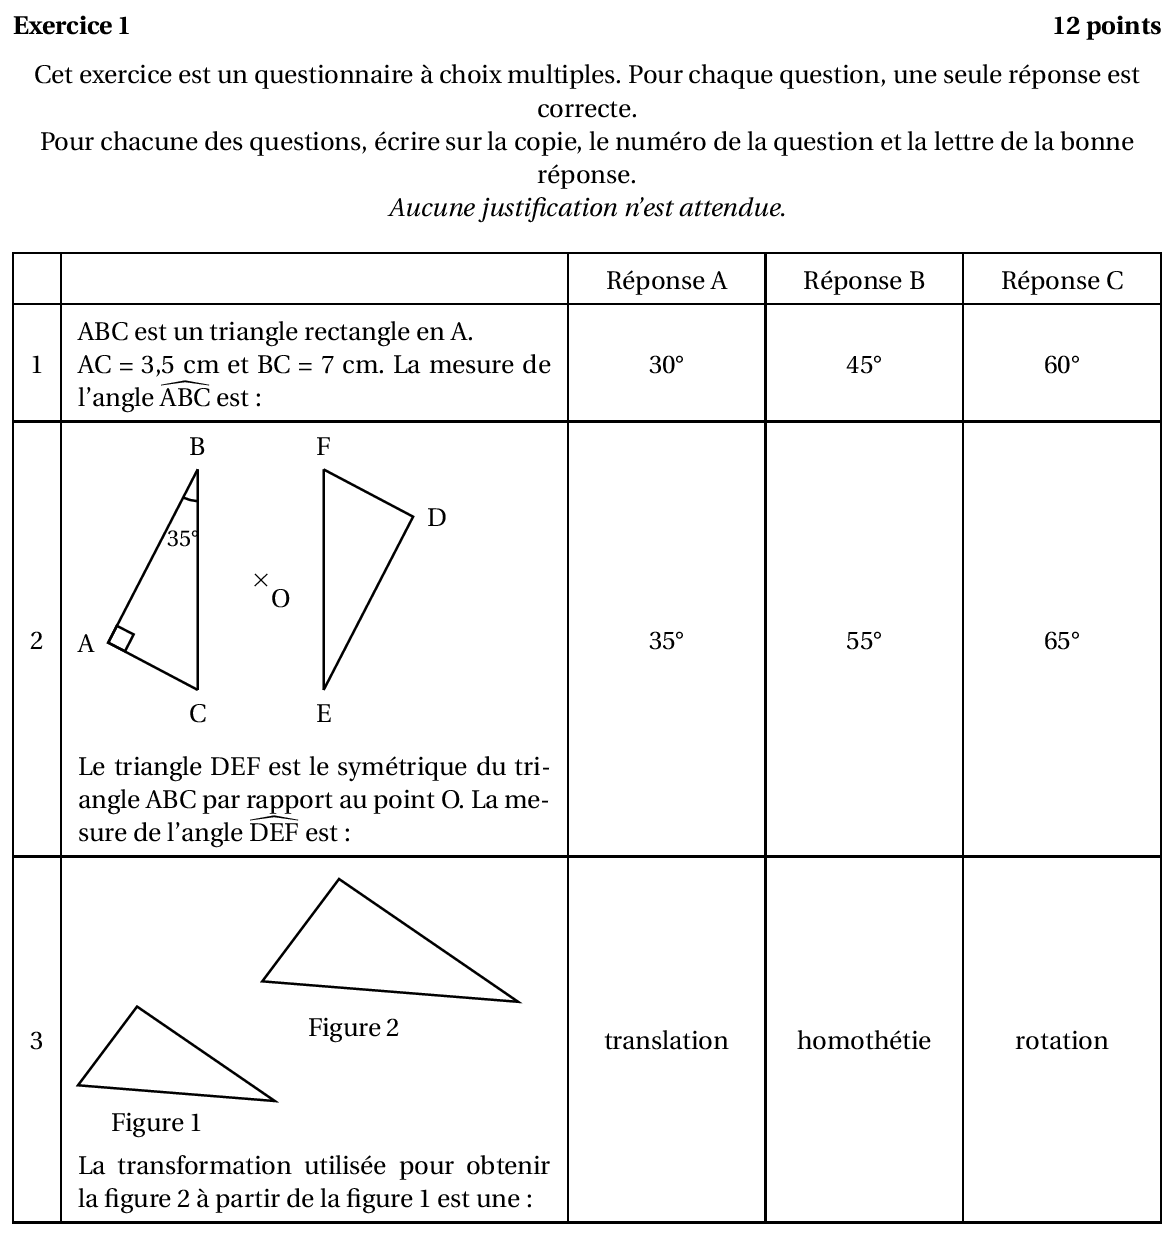 Exercice 1 12 points
Cet exercice est un questionnaire à choix multiples. Pour chaque question, une seule réponse est
correcte.
Pour chacune des questions, écrire sur la copie, le numéro de la question et la lettre de la bonne
réponse.
Aucune justification n'est attendue.
Réponse A Réponse B Réponse C
1
ABC est un triangle rectangle en A.
AC = 3,5 cm et BC = 7 cm. La mesure de
l'angle ABC est :
30° 45° 60°
2
B F
D
35°
O
A
C E
Le triangle DEF est le symétrique du tri-
angle ABC par rapport au point O. La me-
sure de l'angle DEF est :
35° 55° 65°
3
Figure 2
Figure 1
La transformation utilisée pour obtenir
la figure 2 à partir de la figure 1 est une :
translation homothétie rotation